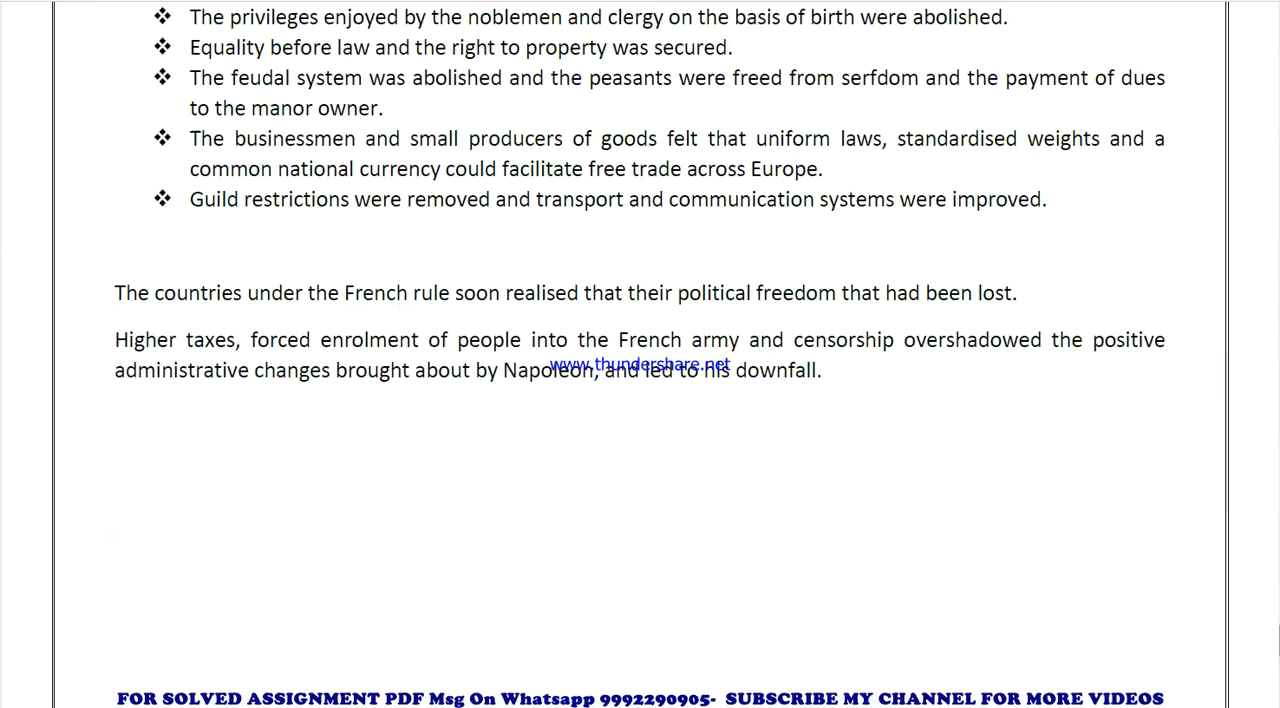 ❖ The privileges enjoyed by the noblemen and clergy on the basis of birth were abolished.
❖ Equality before law and the right to property was secured.
❖ The feudal system was abolished and the peasants were freed from serfdom and the payment of dues
to the manor owner.
❖ The businessmen and small producers of goods felt that uniform laws, standardised weights and a
common national currency could facilitate free trade across Europe.
❖ Guild restrictions were removed and transport and communication systems were improved.
The countries under the French rule soon realised that their political freedom that had been lost.
Higher taxes, forced enrolment of people into the French army and censorship overshadowed the positive
www.thundershare.net
administrative changes brought about by Napoleon, and led to his downfall.
FOR SOLVED ASSIGNMENT PDF Msg On Whatsapp 9992290905- SUBSCRIBE MY CHANNEL FOR MORE VIDEOS